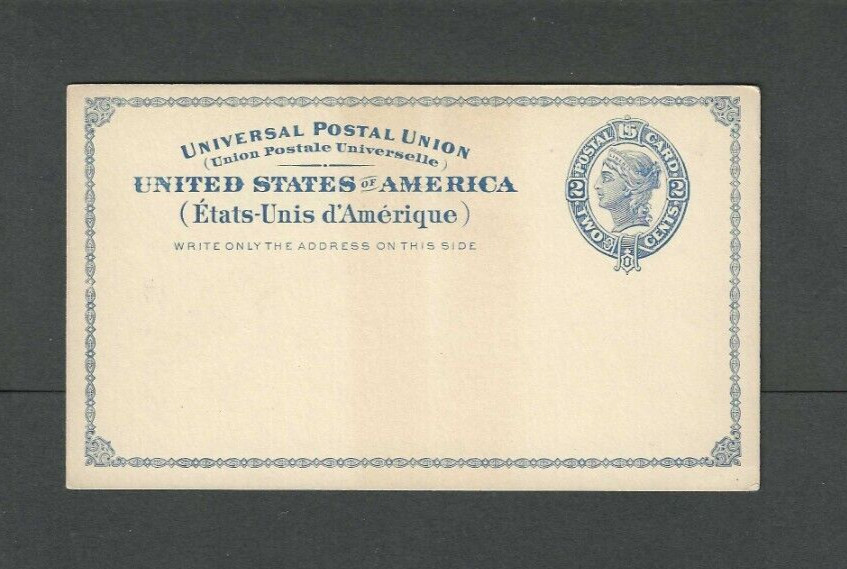 UNIVERSAL POSTAL UNION
(Union Postale Universelle)
UNITED STATES OF AMERICA
(États-Unis d'Amérique)
WRITE ONLY THE ADDRESS ON THIS SIDE
U.S. POSTAL CARD
2 2
TWO CENTS